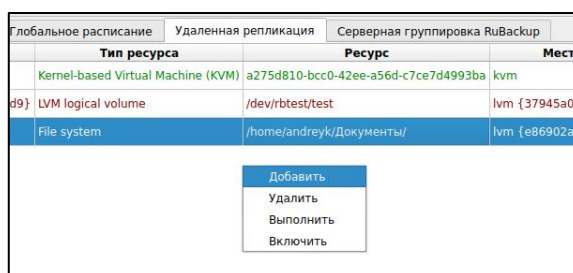 Глобальное расписание Удаленная репликация Серверная группировка RuBackup
Тип ресурса Ресурс Мест
Kernel-based Virtual Machine (KVM) a275d810-bcc0-42ee-a56d-c7ce7d4993ba kvm
d9} LVM logical volume /dev/rbtest/test lvm {37945a0
File system /home/andreyk/Документы/ lvm {e86902a
Добавить
Удалить
Выполнить
Включить